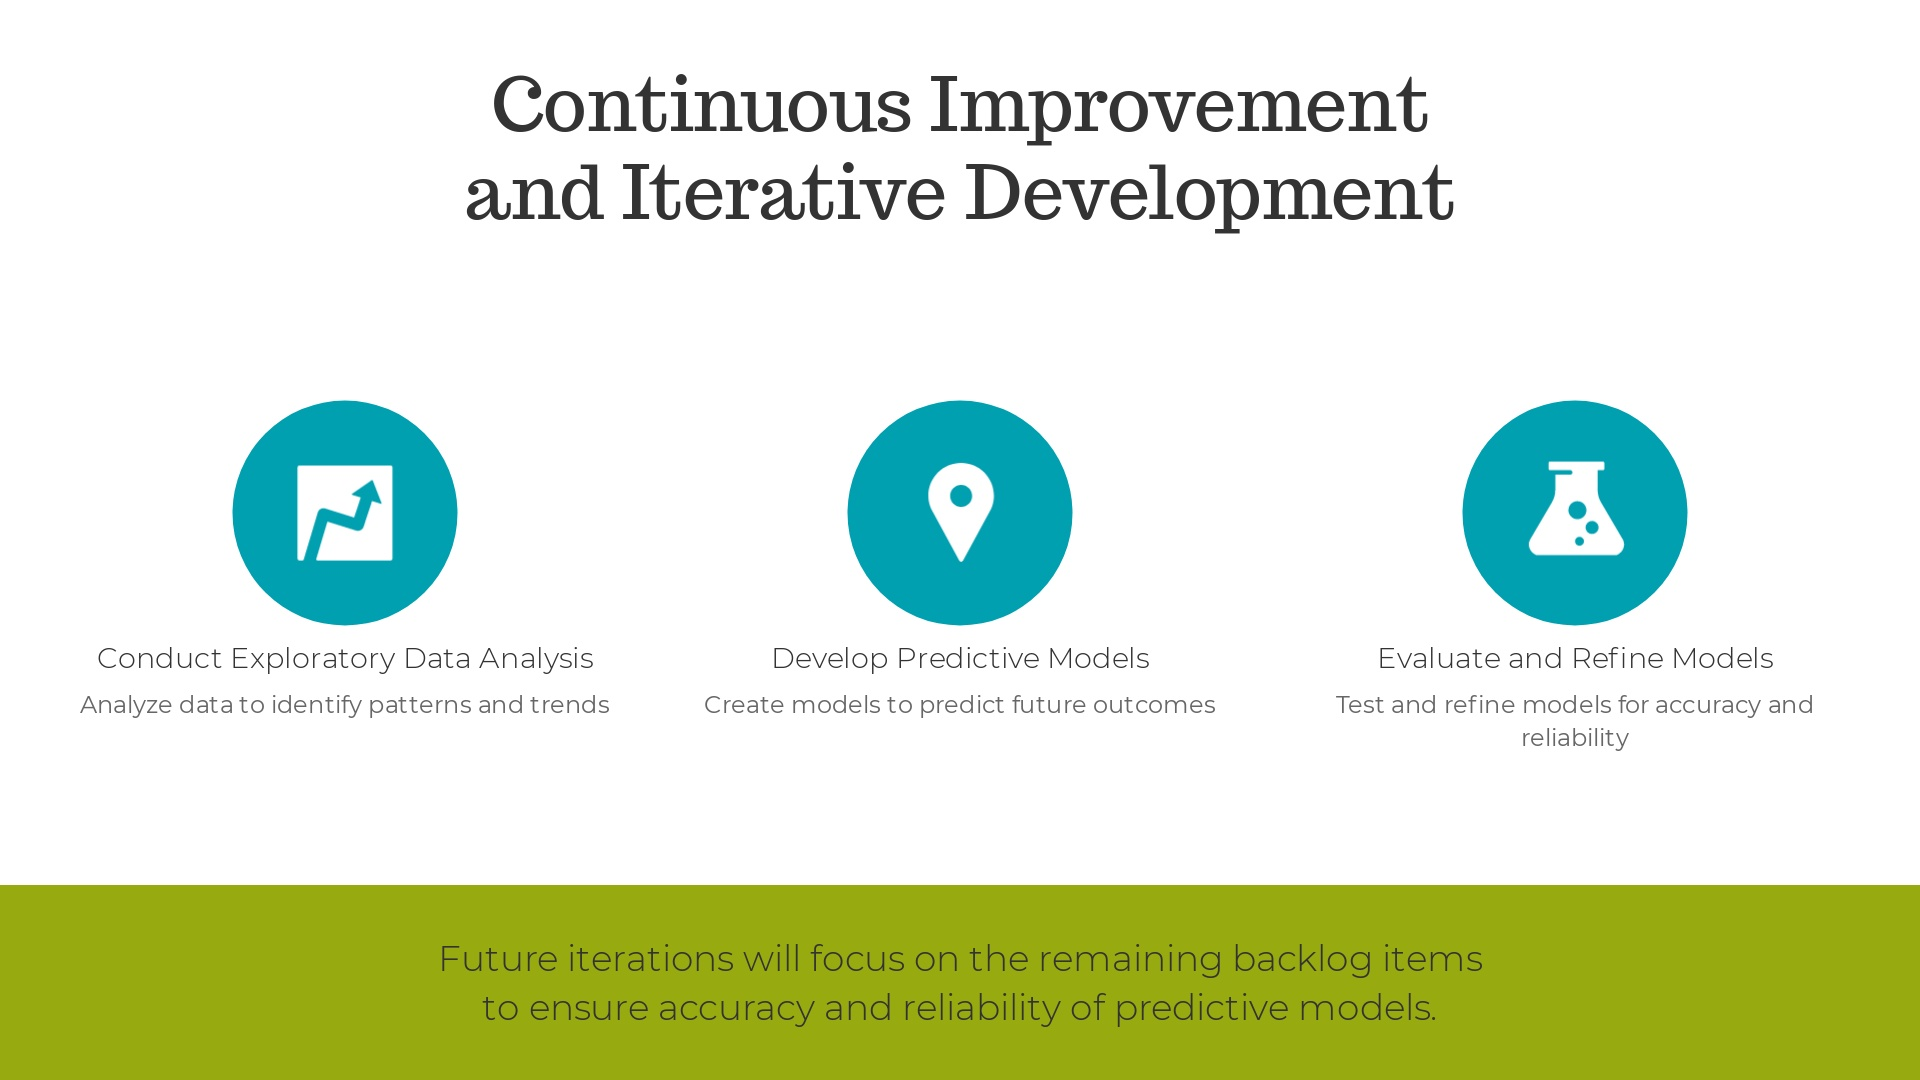 Continuous Improvement
and Iterative Development
Conduct Exploratory Data Analysis
Analyze data to identify patterns and trends
Develop Predictive Models
Create models to predict future outcomes
Evaluate and Refine Models
Test and refine models for accuracy and
reliability
Future iterations will focus on the remaining backlog items
to ensure accuracy and reliability of predictive models.